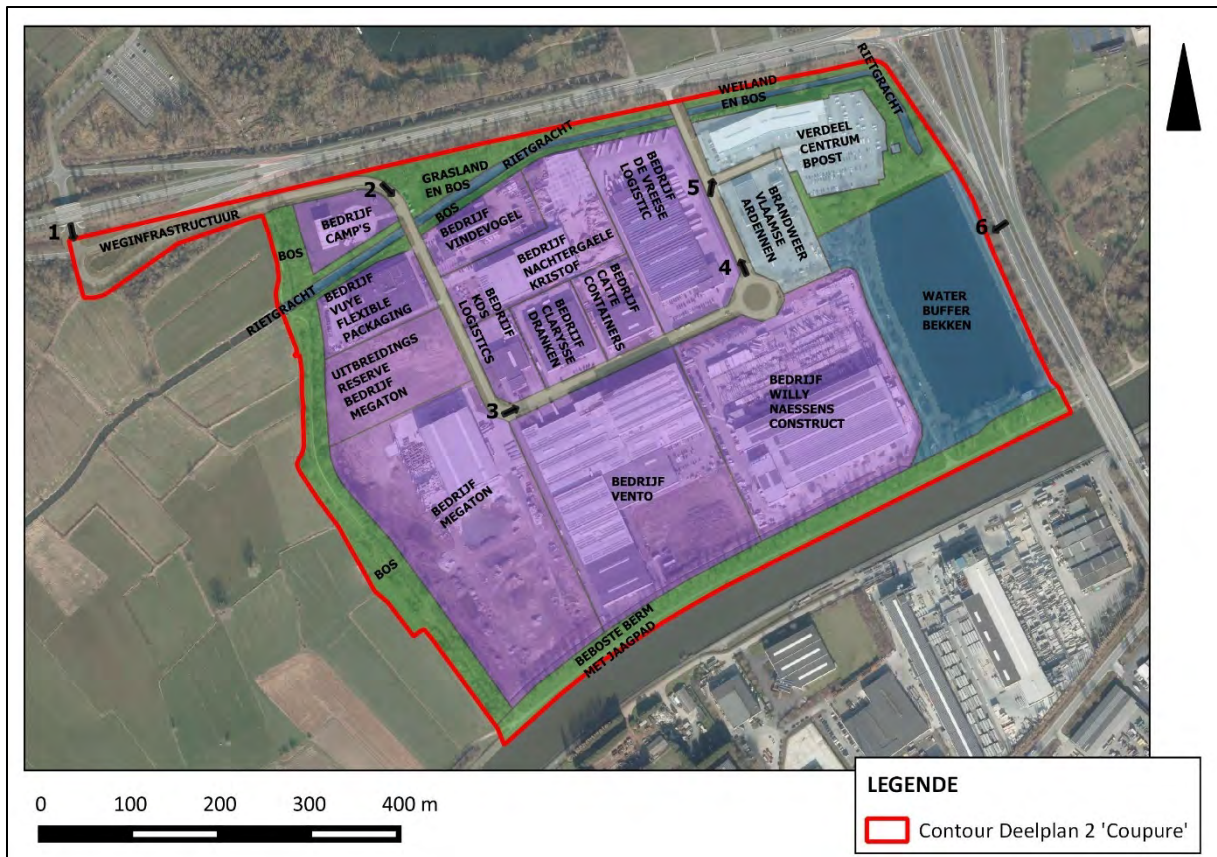 RIETGRACHT
WEILAND
EN BOS
VERDEEL
CENTRUM
BPOST
RIETGRACHT
GRASLAND
EN BOS
2
1
WEGINFRASTRUCTUUR
BOS
BEDRIJF
CAMP'S
BOS
BEDRIJF
VINDEVOGEL
BEDRIJF
DE VREESE
LOGISTIC
5
BRANDWEER
VLAAMSE
ARDENNEN
6
RIETGRACHT
BEDRIJF
VUYE
FLEXIBLE
PACKAGING
BEDRIJF
NACHTERGAELE
KRISTOF
4
BEDRIJF
KDS
LOGISTICS
BEDRIJF
CLARYSSE
DRANKEN
BEDRIJF
CATTE
CONTAINERS
WATER
BUFFER
BEKKEN
UITBREIDINGS
RESERVE
BEDRIJF
MEGATON
3
BEDRIJF
WILLY
NAESSENS
CONSTRUCT
BEDRIJF
MEGATON
BEDRIJF
VENTO
BOS
BEBOSTE BERM
MET JAAGPAD
0 100 200 300 400 m
LEGENDE
Contour Deelplan 2 'Coupure'